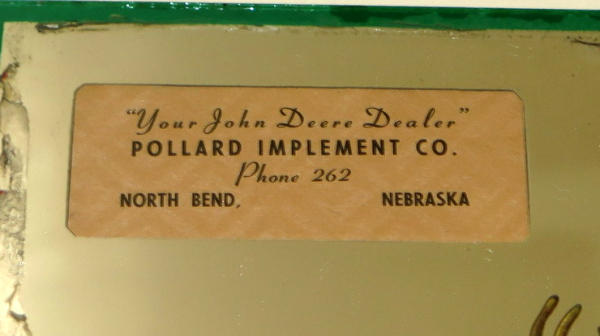 "Your John Deere Dealer"
POLLARD IMPLEMENT CO.
Phone 262
NORTH BEND, NEBRASKA